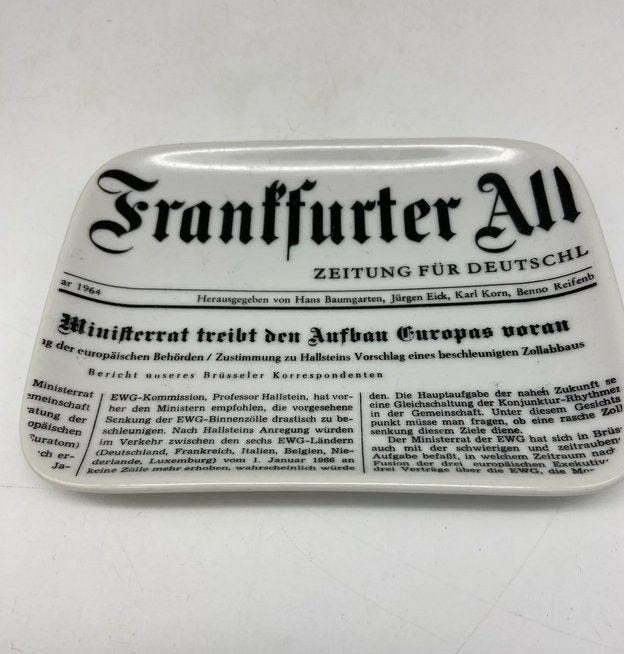 Frankfurter All
ZEITUNG FÜR DEUTSCHL
ar 1964
Herausgegeben von Hans Baumgarten, Jürgen Eick, Karl Korn, Benno Reifenb
Ministerrat treibt den Aufbau Europas voran
ng der europäischen Behörden / Zustimmung zu Hallsteins Vorschlag eines beschleunigten Zollabbaus
Bericht unseres Brüsseler Korrespondenten
Ministerrat
meinschaft
ratung der
opäischen
Euratom)
ch er-
Ja-
EWG-Kommission, Professor Hallstein, hat vor-
her den Ministern empfohlen, die vorgesehene
Senkung der EWG-Binnenzölle drastisch zu be-
schleunigen. Nach Hallsteins Anregung würden
im Verkehr zwischen den sechs EWG-Ländern
(Deutschland, Frankreich, Italien, Belgien, Nie-
derlande, Luxemburg) vom 1. Januar 1966 an
keine Zölle mehr erhoben, wahrscheinlich würde
den. Die Hauptaufgabe der nahen Zukunft se
eine Gleichschaltung der Konjunktur-Rhythmen
in der Gemeinschaft. Unter diesem Gesichts
punkt müsse man fragen, ob eine rasche Zoll
senkung diesem Ziele diene.
Der Ministerrat der EWG hat sich in Brüs-
auch mit der schwierigen und zeitrauben
Aufgabe befaßt, in welchem Zeitraum nach
Fusion der drei europäischen Exekutiv-
drei Verträge über die EWG, die Mon